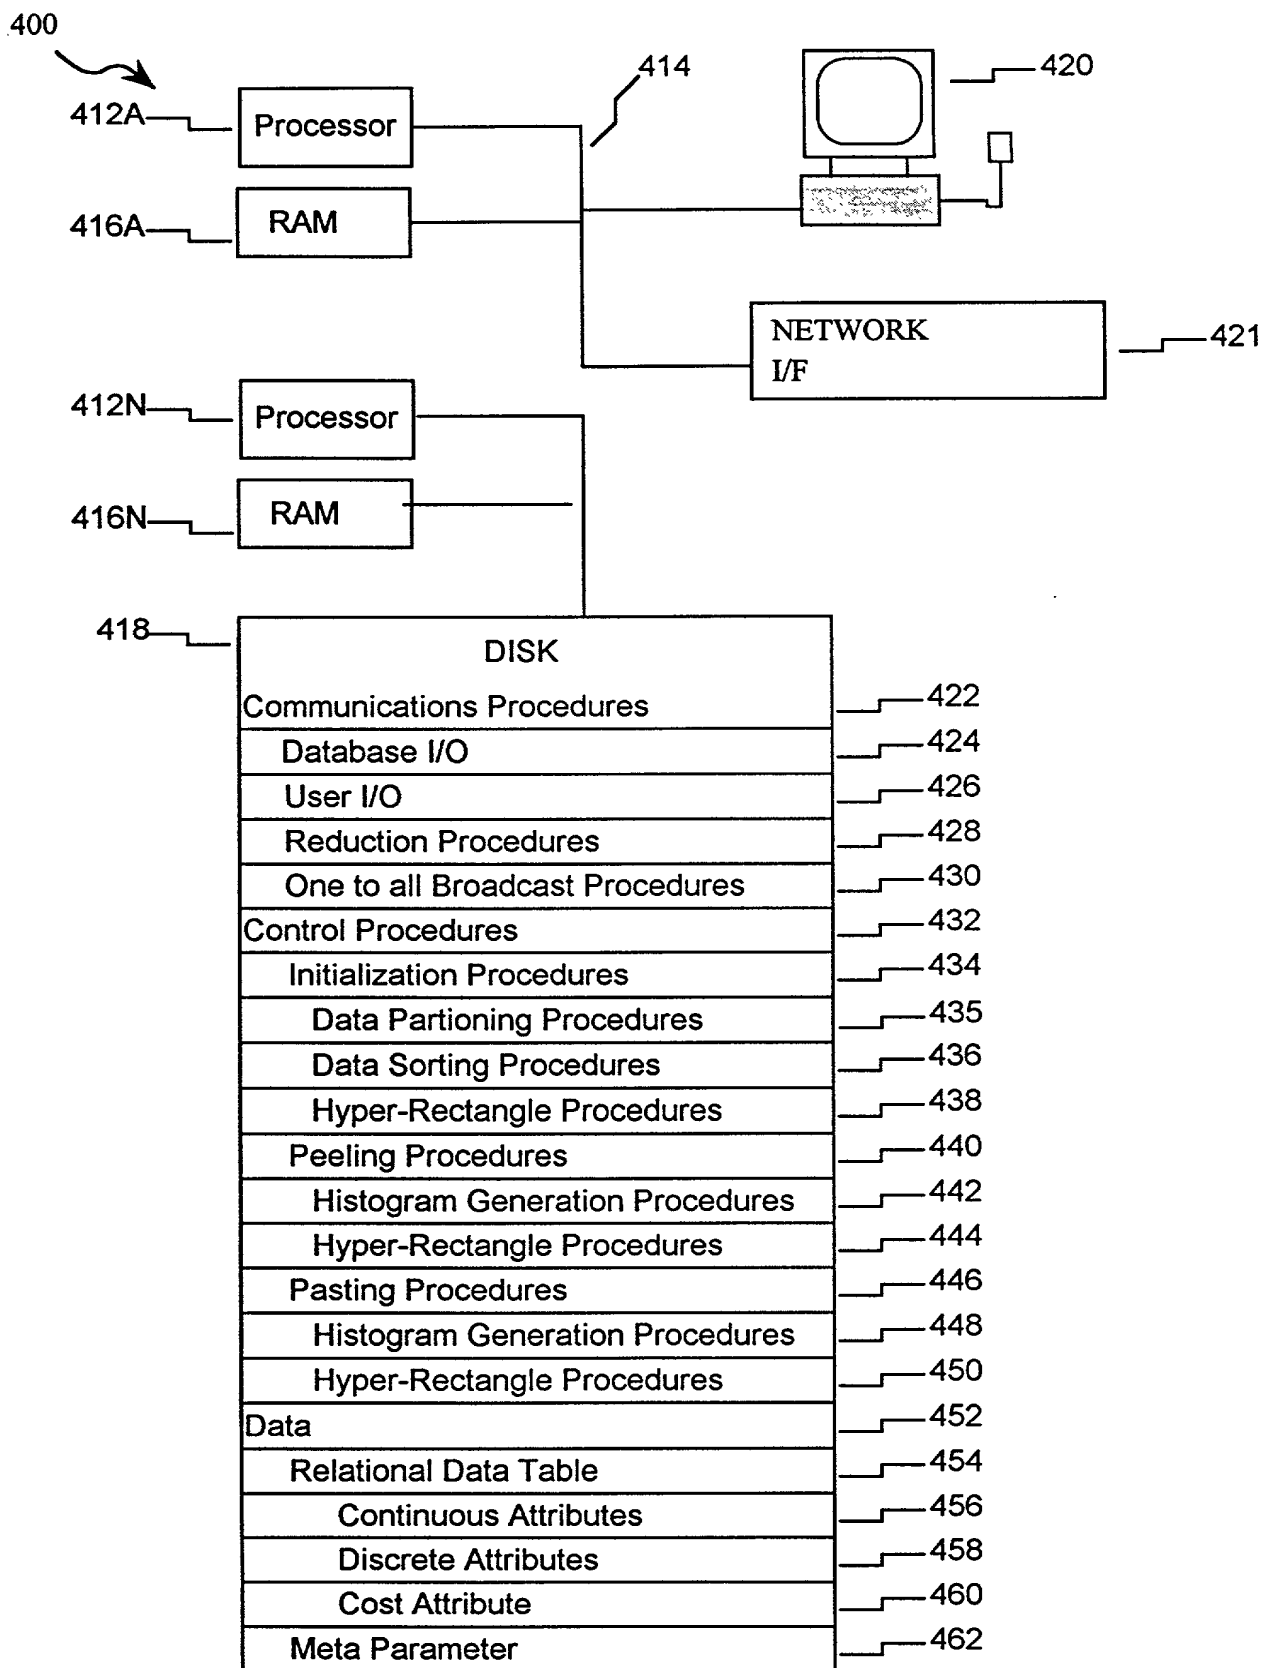 400
414
420
412A
Processor
416A
RAM
NETWORK
I/F
421
412N
Processor
416N
RAM
418
DISK
Communications Procedures 422
Database I/O 424
User I/O 426
Reduction Procedures 428
One to all Broadcast Procedures 430
Control Procedures 432
Initialization Procedures 434
Data Partioning Procedures 435
Data Sorting Procedures 436
Hyper-Rectangle Procedures 438
Peeling Procedures 440
Histogram Generation Procedures 442
Hyper-Rectangle Procedures 444
Pasting Procedures 446
Histogram Generation Procedures 448
Hyper-Rectangle Procedures 450
Data 452
Relational Data Table 454
Continuous Attributes 456
Discrete Attributes 458
Cost Attribute 460
Meta Parameter 462